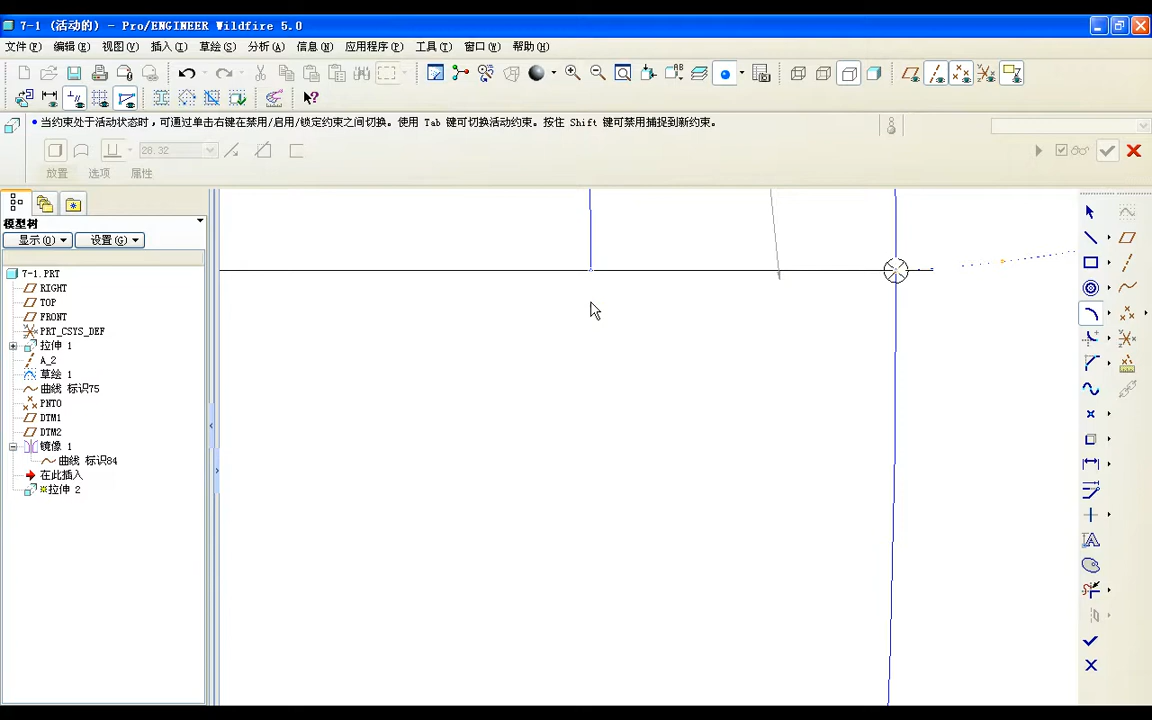 7-1 (活动的) - Pro/ENGINEER Wildfire 5.0
文件(F) 编辑(E) 视图(V) 插入(I) 草绘(S) 分析(A) 信息(N) 应用程序(P) 工具(T) 窗口(W) 帮助(H)
当约束处于活动状态时，可通过单击右键在禁用/启用/锁定约束之间切换。使用 Tab 键可切换活动约束。按住 Shift 键可禁用捕捉到新约束。
28.32
放置 选项 属性
模型树
显示(O) 设置(G)
7-1.PRT
RIGHT
TOP
FRONT
PRT_CSYS_DEF
拉伸 1
A_2
草绘 1
曲线 标识75
PNT0
DTM1
DTM2
镜像 1
曲线 标识84
在此插入
拉伸 2